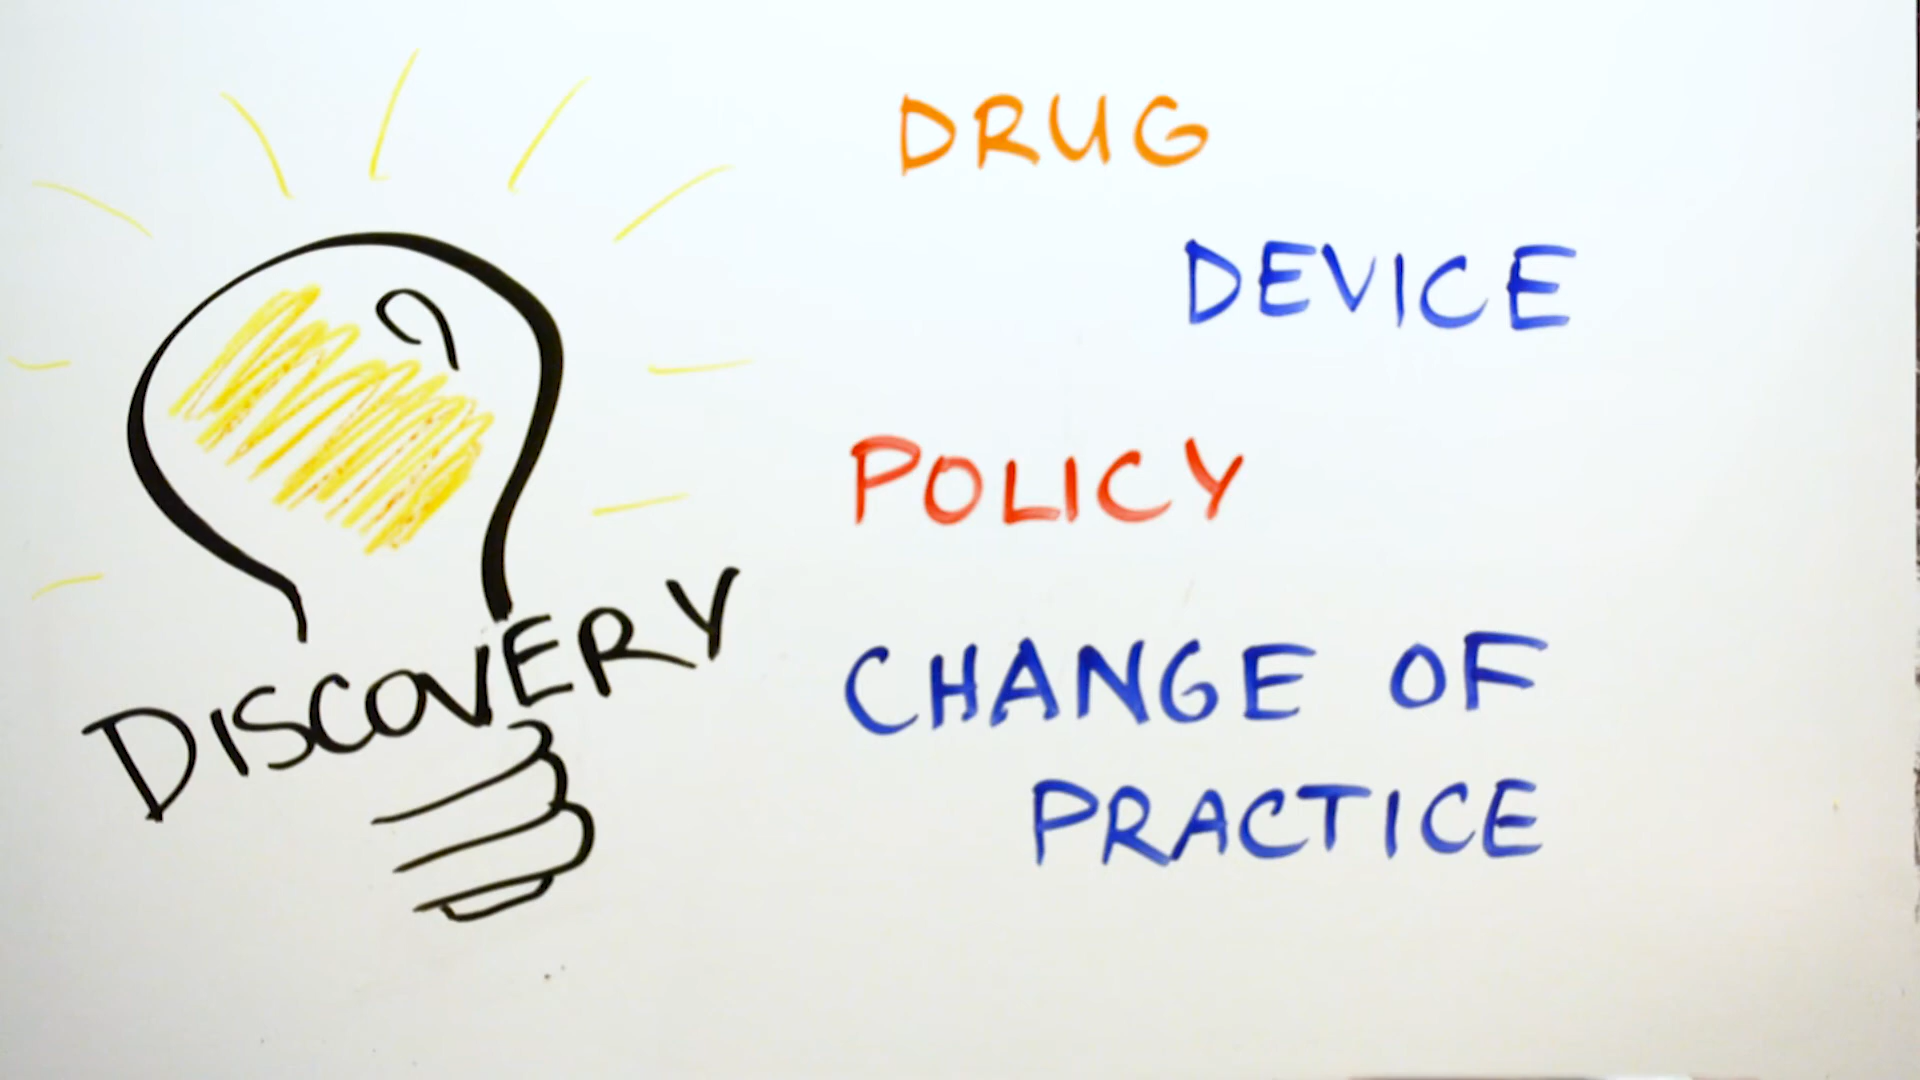 DRUG
DEVICE
POLICY
DISCOVERY
CHANGE OF
PRACTICE